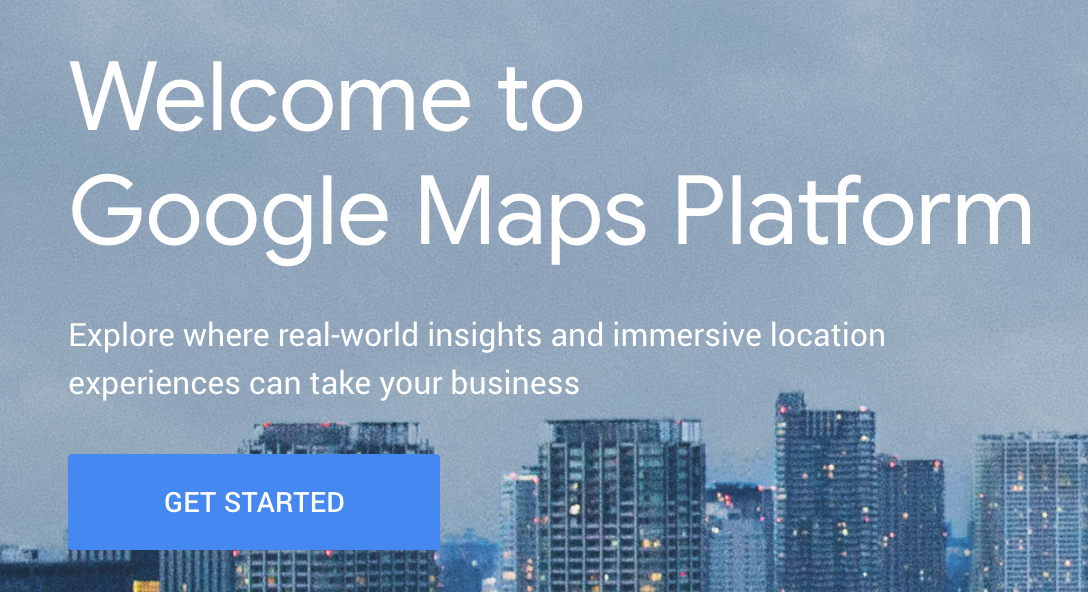 Welcome to
Google Maps Platform
Explore where real-world insights and immersive location
experiences can take your business
GET STARTED